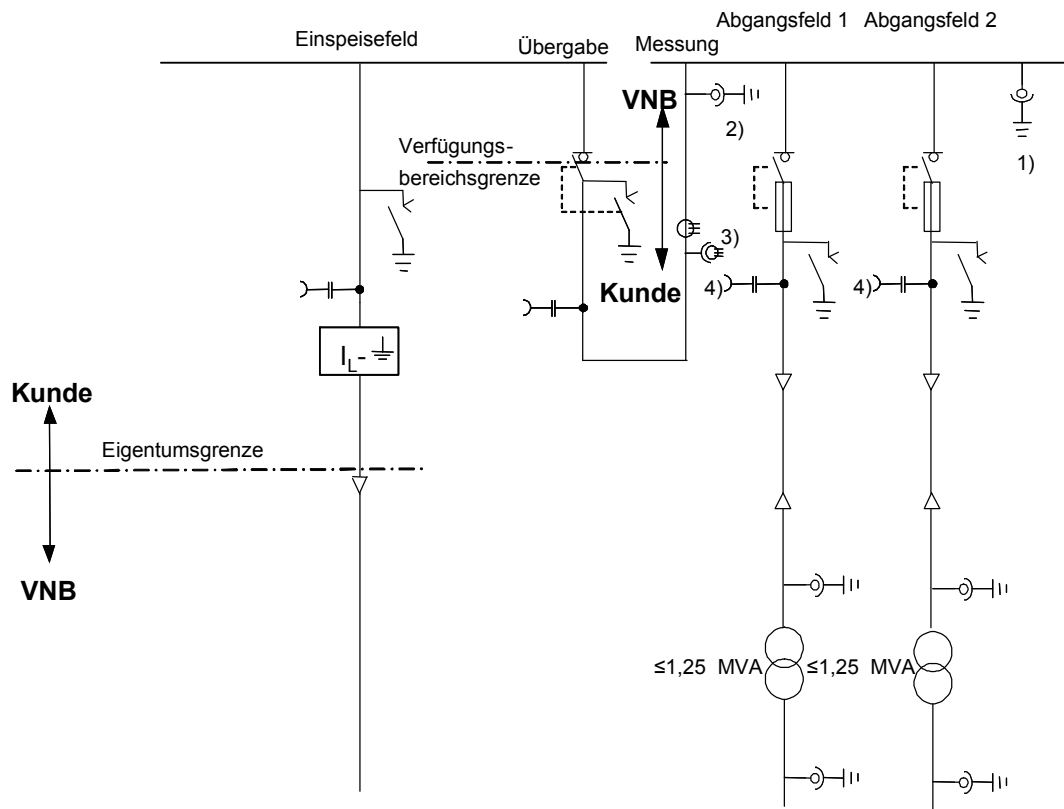 Abgangsfeld 1
Abgangsfeld 2
Einspeisefeld
Übergabe
Messung
VNB
2)
1)
Verfügungs-
bereichsgrenze
3)
Kunde
4)
4)
I_L-
Kunde
Eigentumsgrenze
VNB
≤1,25 MVA
≤1,25 MVA